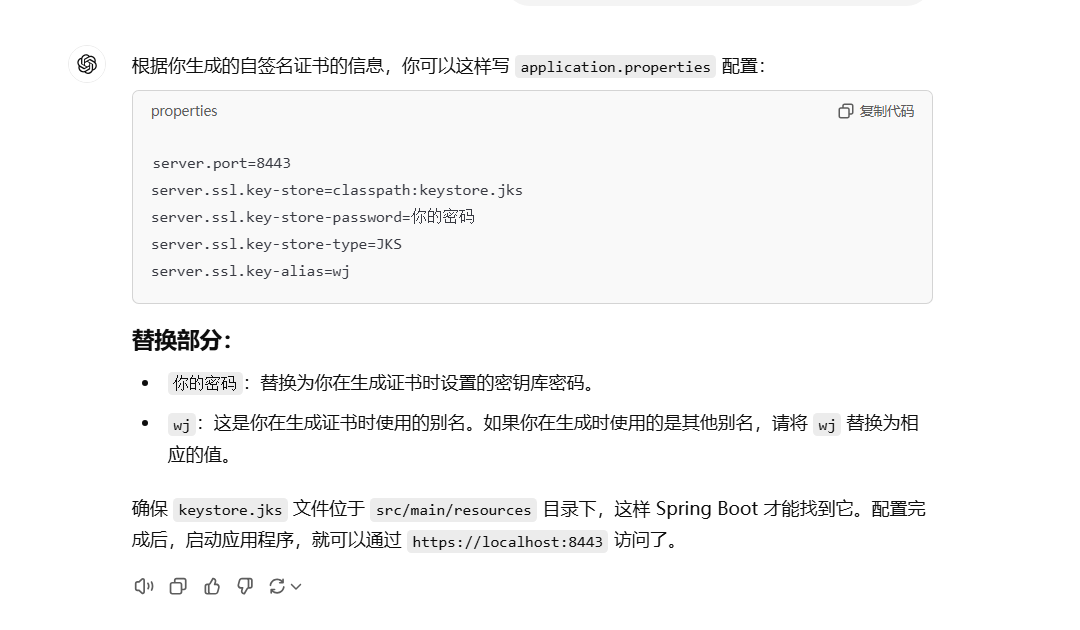 根据你生成的自签名证书的信息，你可以这样写 application.properties 配置：
properties
复制代码
server.port=8443
server.ssl.key-store=classpath:keystore.jks
server.ssl.key-store-password=你的密码
server.ssl.key-store-type=JKS
server.ssl.key-alias=wj
替换部分：
你的密码：替换为你在生成证书时设置的密钥库密码。
wj：这是你在生成证书时使用的别名。如果你在生成时使用的是其他别名，请将 wj 替换为相
应的值。
确保 keystore.jks 文件位于 src/main/resources 目录下，这样 Spring Boot 才能找到它。配置完
成后，启动应用程序，就可以通过 https://localhost:8443 访问了。